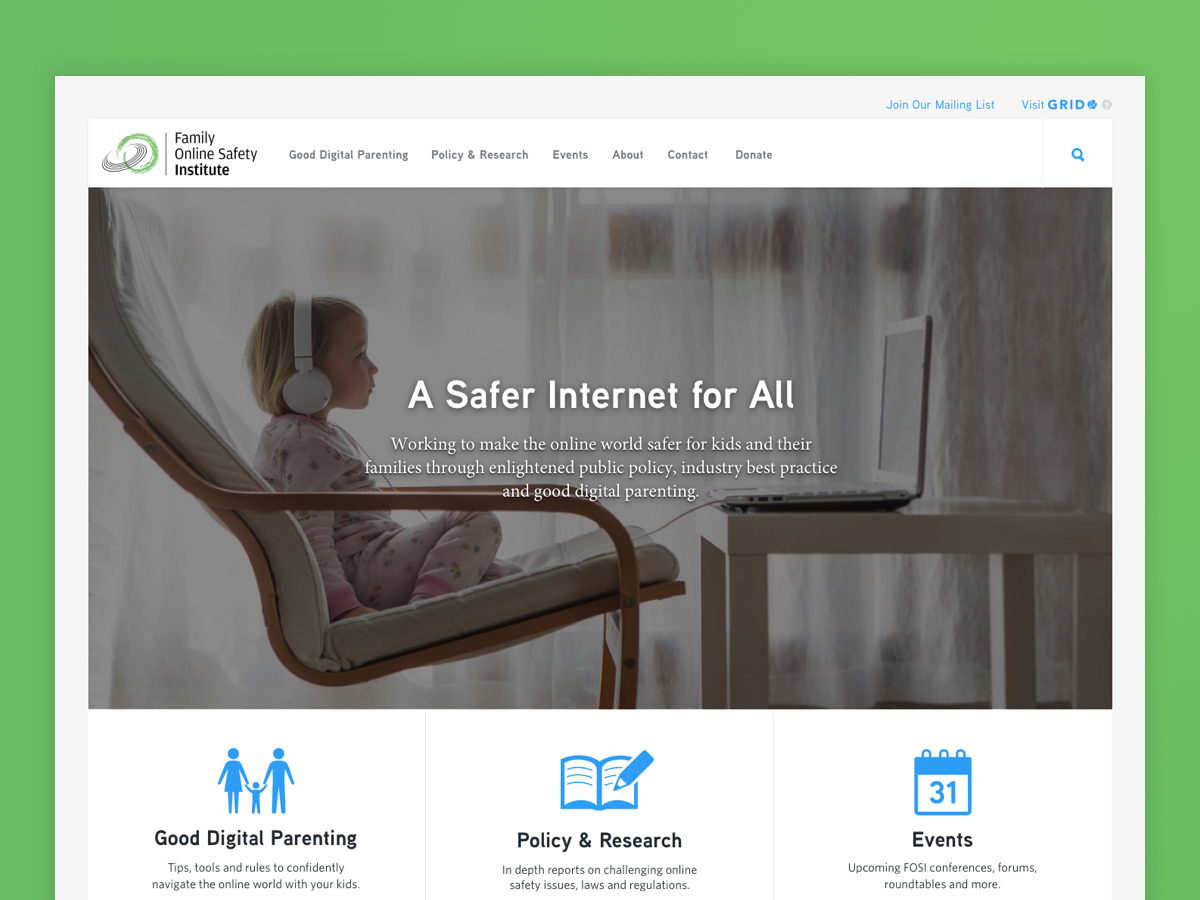 Join Our Mailing List
Visit GRID ?
Family
Online Safety
Institute
Good Digital Parenting
Policy & Research
Events
About
Contact
Donate
A Safer Internet for All
Working to make the online world safer for kids and their
families through enlightened public policy, industry best practice
and good digital parenting.
Good Digital Parenting
Tips, tools and rules to confidently
navigate the online world with your kids.
Policy & Research
In depth reports on challenging online
safety issues, laws and regulations.
31
Events
Upcoming FOSI conferences, forums,
roundtables and more.